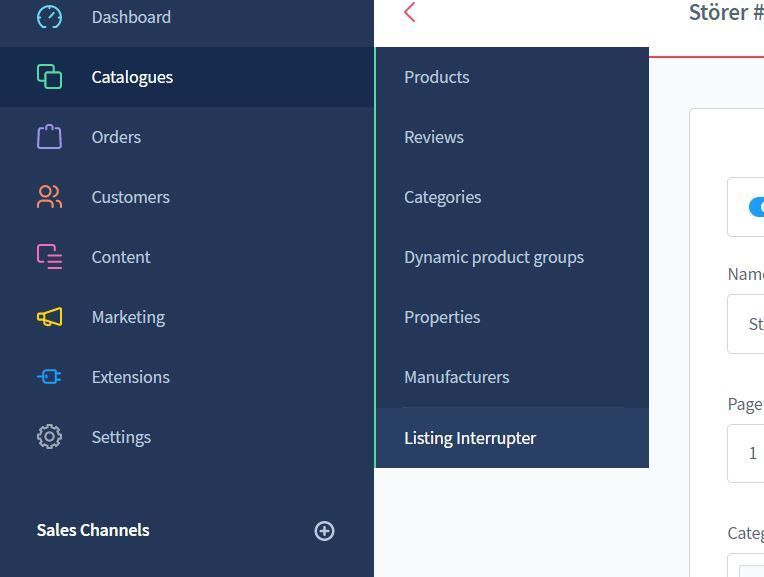 Dashboard
Catalogues
Orders
Customers
Content
Marketing
Extensions
Settings
Sales Channels
Products
Reviews
Categories
Dynamic product groups
Properties
Manufacturers
Listing Interrupter
Störer #
Name
St
Page
1
Categ